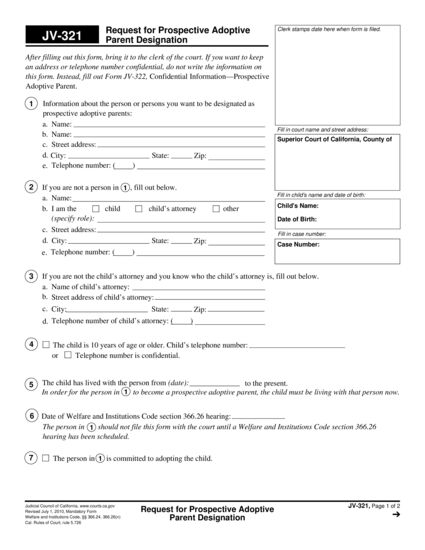 JV-321
Request for Prospective Adoptive
Parent Designation
Clerk stamps date here when form is filed.
After filling out this form, bring it to the clerk of the court. If you want to keep
an address or telephone number confidential, do not write the information on
this form. Instead, fill out Form JV-322, Confidential Information—Prospective
Adoptive Parent.
1 Information about the person or persons you want to be designated as
prospective adoptive parents:
a. Name:
b. Name:
c. Street address:
d. City: State: Zip:
e. Telephone number: ( )
Fill in court name and street address:
Superior Court of California, County of
2 If you are not a person in 1, fill out below.
a. Name:
b. I am the child child's attorney other
(specify role):
c. Street address:
d. City: State: Zip:
e. Telephone number: ( )
Fill in child's name and date of birth:
Child's Name:
Date of Birth:
Fill in case number:
Case Number:
3 If you are not the child's attorney and you know who the child's attorney is, fill out below.
a. Name of child's attorney:
b. Street address of child's attorney:
c. City: State: Zip:
d. Telephone number of child's attorney: ( )
4 The child is 10 years of age or older. Child's telephone number:
or Telephone number is confidential.
5 The child has lived with the person from (date): to the present.
In order for the person in 1 to become a prospective adoptive parent, the child must be living with that person now.
6 Date of Welfare and Institutions Code section 366.26 hearing:
The person in 1 should not file this form with the court until a Welfare and Institutions Code section 366.26
hearing has been scheduled.
7 The person in 1 is committed to adopting the child.
Judicial Council of California, www.courts.ca.gov
Revised July 1, 2010, Mandatory Form
Welfare and Institutions Code, §§ 366.24, 366.26(n)
Cal. Rules of Court, rule 5.726
Request for Prospective Adoptive
Parent Designation
JV-321, Page 1 of 2
→